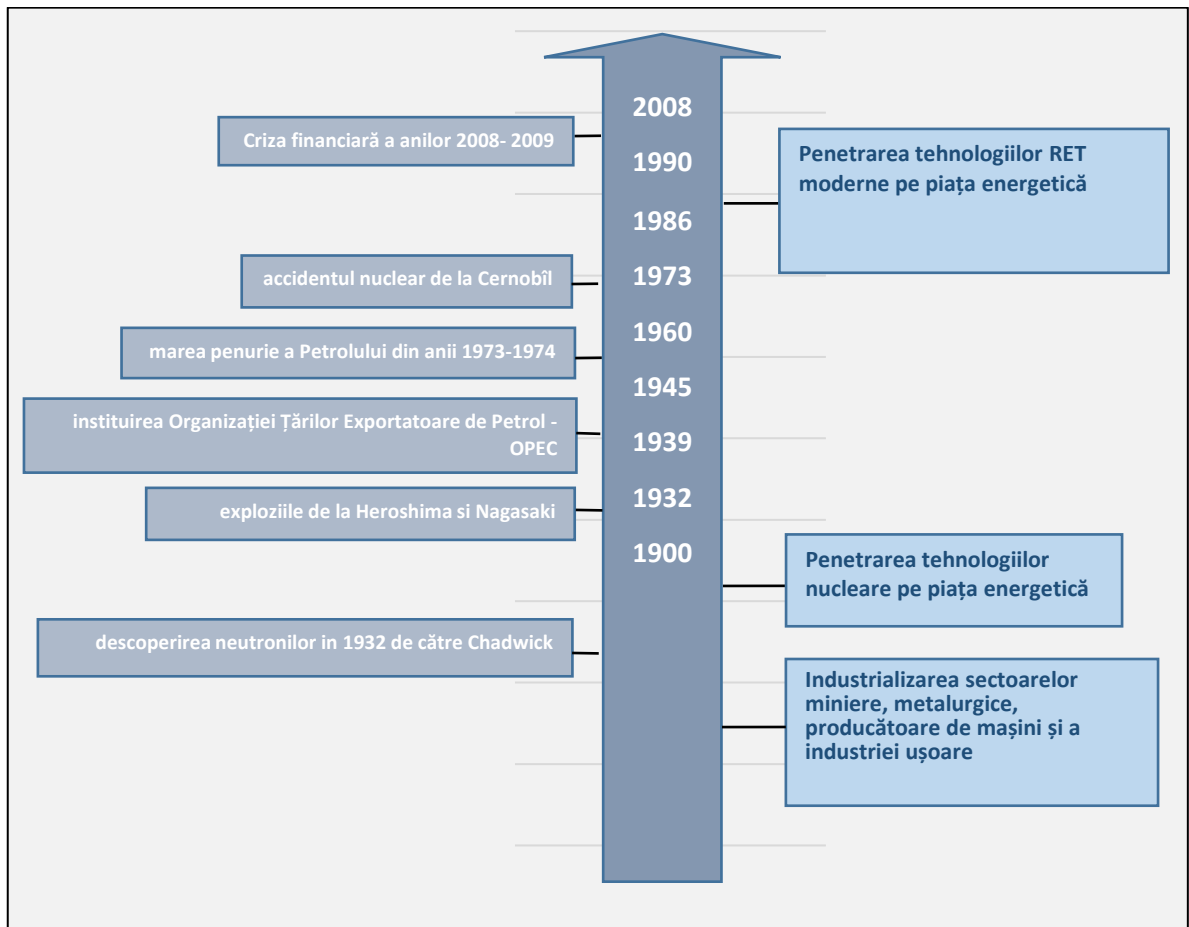 2008
Criza financiară a anilor 2008- 2009
Penetrarea tehnologiilor RET
moderne pe piața energetică
1990
1986
accidentul nuclear de la Cernobîl
1973
marea penurie a Petrolului din anii 1973-1974
1960
1945
instituirea Organizației Țărilor Exportatoare de Petrol -
OPEC
1939
exploziile de la Heroshima si Nagasaki
1932
1900
Penetrarea tehnologiilor
nucleare pe piața energetică
descoperirea neutronilor in 1932 de către Chadwick
Industrializarea sectoarelor
miniere, metalurgice,
producătoare de mașini și a
industriei ușoare